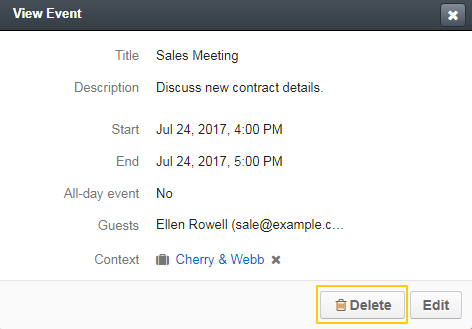 View Event
Title Sales Meeting
Description Discuss new contract details.
Start Jul 24, 2017, 4:00 PM
End Jul 24, 2017, 5:00 PM
All-day event No
Guests Ellen Rowell (sale@example.c...
Context Cherry & Webb
Delete Edit